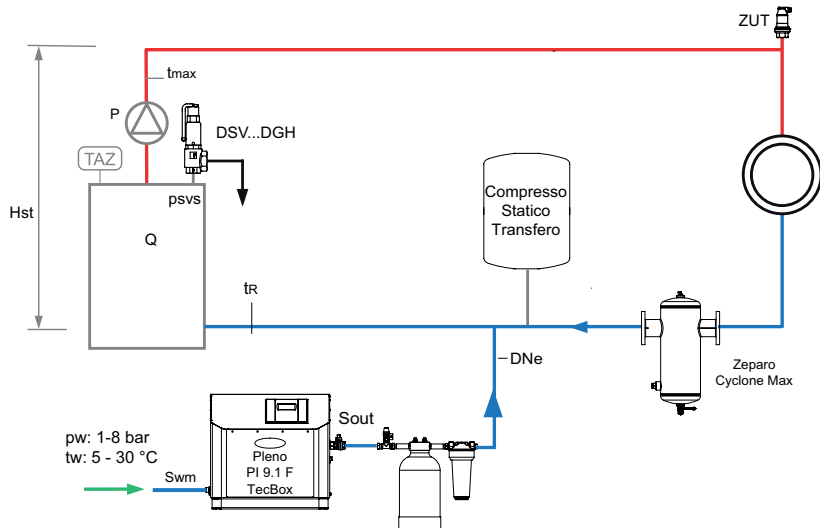 ZUT
tmax
P
DSV...DGH
TAZ
psvs
Hst
Q
Compresso
Statico
Transfero
tR
DNe
Zeparo
Cyclone Max
Sout
pw: 1-8 bar
tw: 5 - 30 °C
Swm
Pleno
PI 9.1 F
TecBox